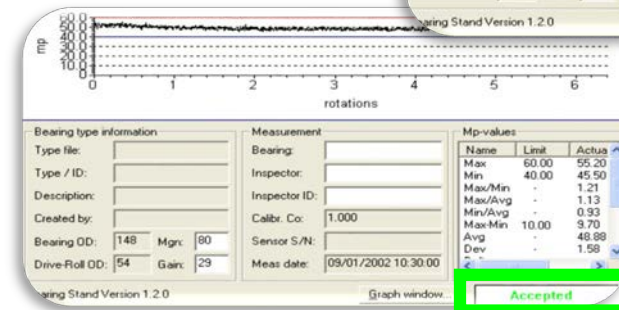 aring Stand Version 1.2.0
mp
60.0
50.0
40.0
30.0
20.0
10.0
0 1 2 3 4 5 6
rotations
Bearing type information
Type file:
Type / ID:
Description:
Created by:
Bearing OD: 148 Mgn: 80
Drive-Roll OD: 54 Gain: 29
Measurement
Bearing:
Inspector:
Inspector ID:
Calibr. Co: 1.000
Sensor S/N:
Meas date: 09/01/2002 10:30:00
Mp-values
Name Limit Actua
Max 60.00 55.20
Min 40.00 45.50
Max/Min - 1.21
Max/Avg - 1.13
Min/Avg - 0.93
Max-Min 10.00 9.70
Avg - 48.88
Dev - 1.58
aring Stand Version 1.2.0
Graph window...
Accepted